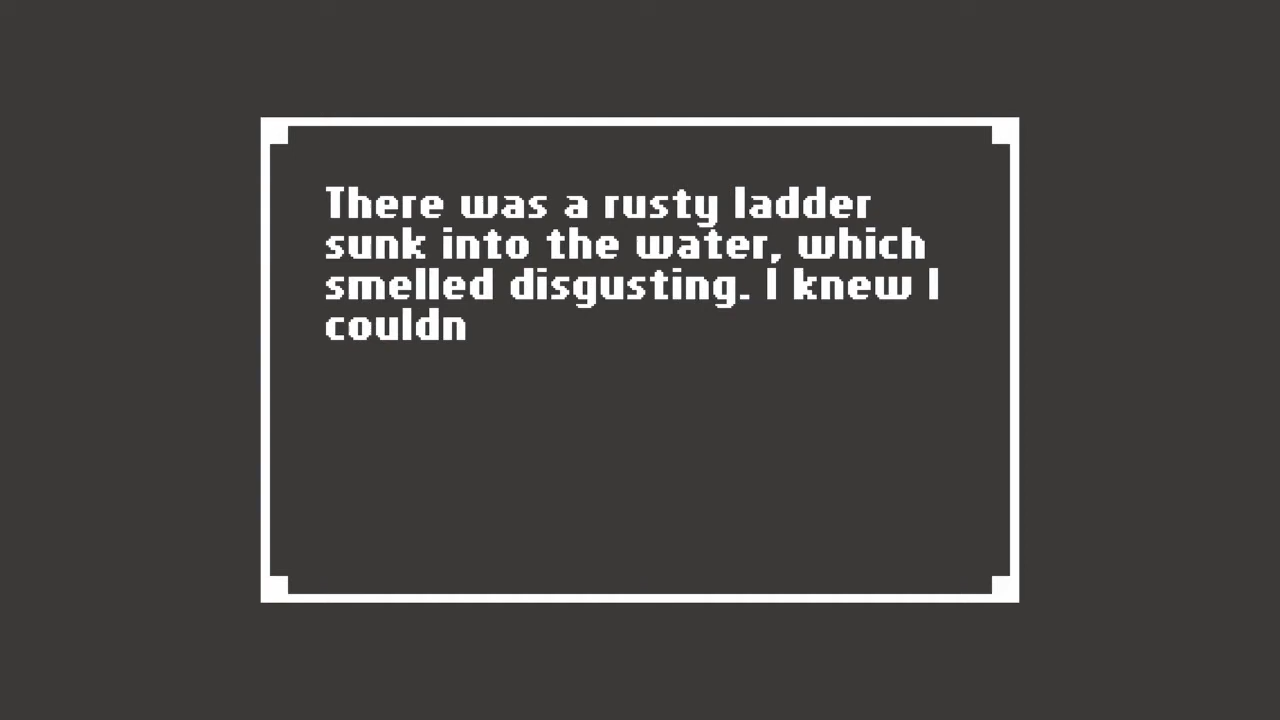 There was a rusty ladder
sunk into the water, which
smelled disgusting. I knew I
couldn